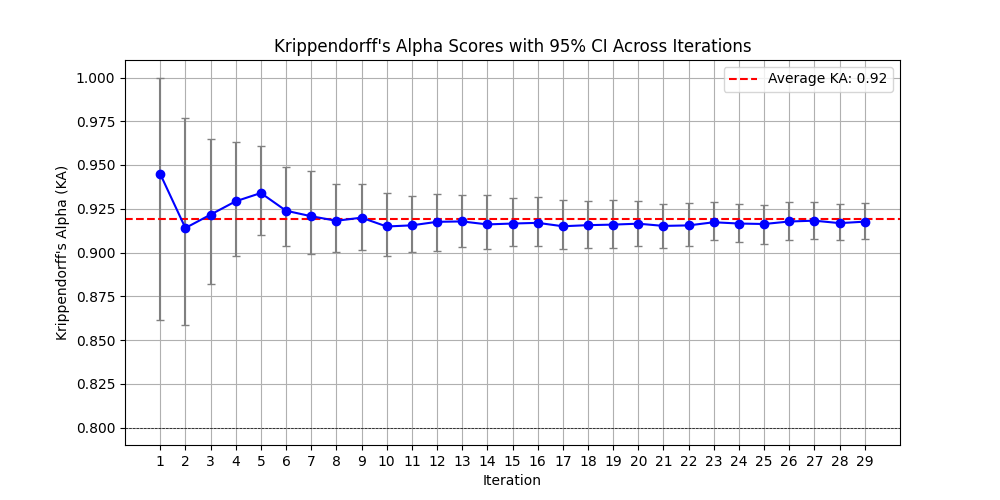 Krippendorff's Alpha Scores with 95% CI Across Iterations
Average KA: 0.92
Krippendorff's Alpha (KA)
1.000
0.975
0.950
0.925
0.900
0.875
0.850
0.825
0.800
1 2 3 4 5 6 7 8 9 10 11 12 13 14 15 16 17 18 19 20 21 22 23 24 25 26 27 28 29
Iteration